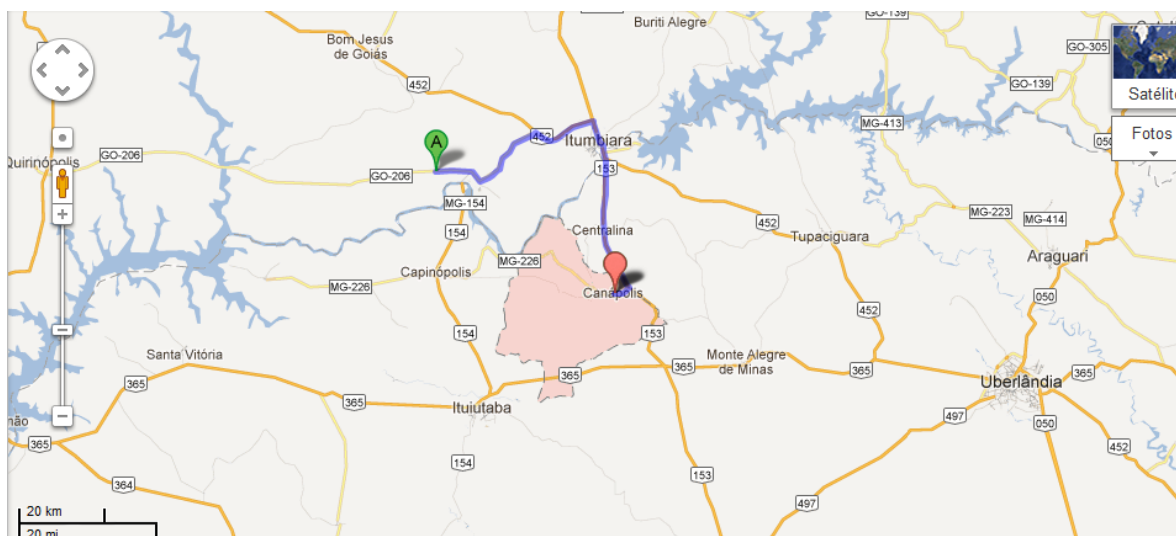 Buriti Alegre
GO-139
GO-305
Bom Jesus
de Goiás
GO-139
452
MG-413
Satélite
050
Fotos
Itumbiara
452
Quirinópolis
GO-206
153
GO-206
MG-154
MG-223
MG-414
452
154
Centralina
Tupaciguara
Araguari
MG-226
Capinópolis
MG-226
Canápolis
050
452
154
153
Santa Vitória
Monte Alegre
de Minas
365
365
365
365
365
Uberlândia
365
Ituiutaba
497
050
365
452
154
153
364
497
20 km
20 mi
A